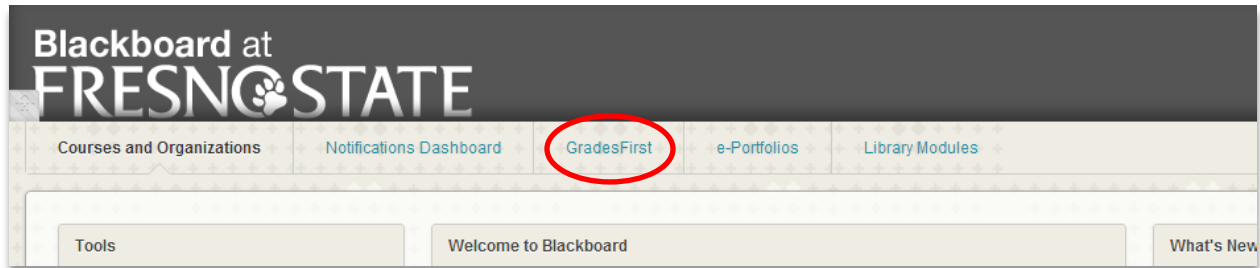 Blackboard at
FRESNO STATE
Courses and Organizations Notifications Dashboard GradesFirst e-Portfolios Library Modules
Tools Welcome to Blackboard What's New